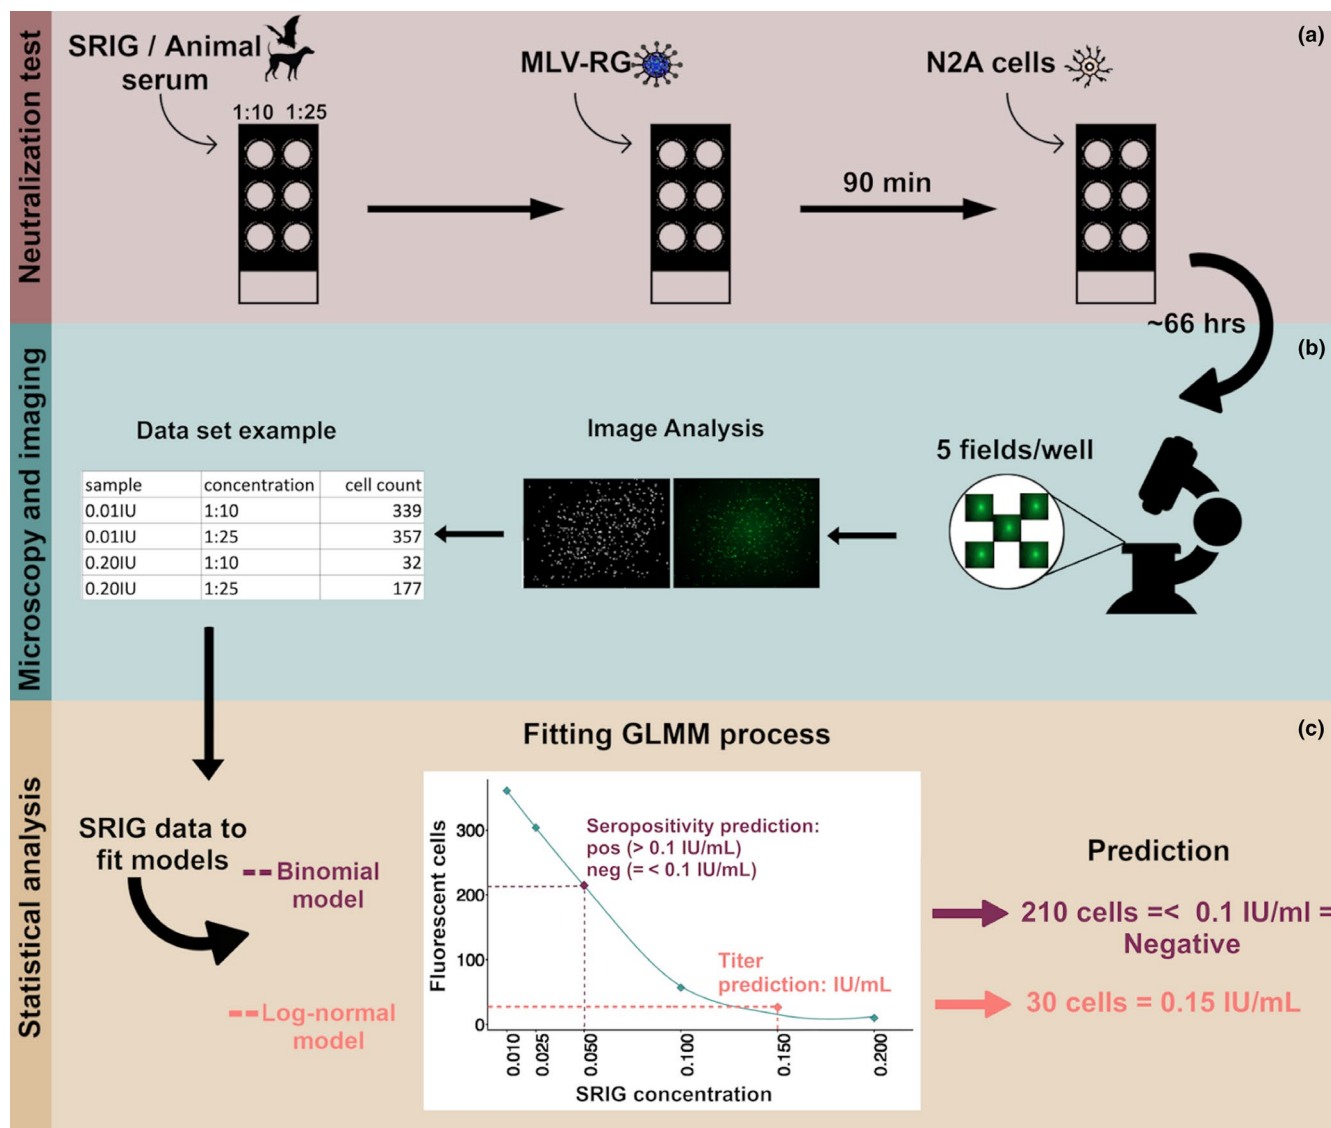 Neutralization test
(a)
SRIG / Animal
serum
1:10 1:25
MLV-RG
90 min
N2A cells
~66 hrs
Microscopy and imaging
(b)
5 fields/well
Image Analysis
Data set example
sample concentration cell count
0.01IU 1:10 339
0.01IU 1:25 357
0.20IU 1:10 32
0.20IU 1:25 177
Statistical analysis
(c)
SRIG data to
fit models
Binomial
model
Log-normal
model
Fitting GLMM process
Fluorescent cells
300
200
100
0
Seropositivity prediction:
pos (> 0.1 IU/mL)
neg (= < 0.1 IU/mL)
Titer
prediction: IU/mL
0.010
0.025
0.050
0.100
0.150
0.200
SRIG concentration
Prediction
210 cells =< 0.1 IU/ml =
Negative
30 cells = 0.15 IU/mL